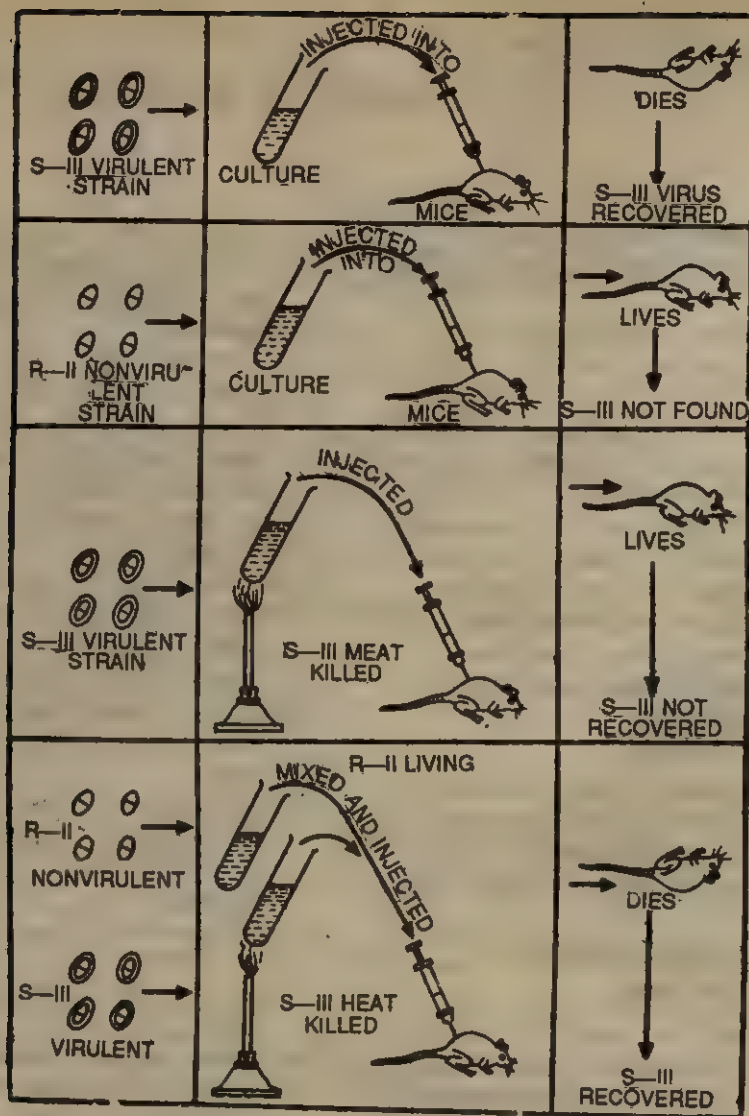 S—III VIRULENT
STRAIN
INJECTED INTO
CULTURE
MICE
DIES
S—III VIRUS
RECOVERED
R—II NONVIRU-
LENT
STRAIN
INJECTED
INTO
CULTURE
MICE
LIVES
S—III NOT FOUND
S—III VIRULENT
STRAIN
INJECTED
S—III MEAT
KILLED
LIVES
S—III NOT
RECOVERED
R—II
NONVIRULENT
S—III
VIRULENT
R—II LIVING
MIXED AND INJECTED
S—III HEAT
KILLED
DIES
S—III
RECOVERED